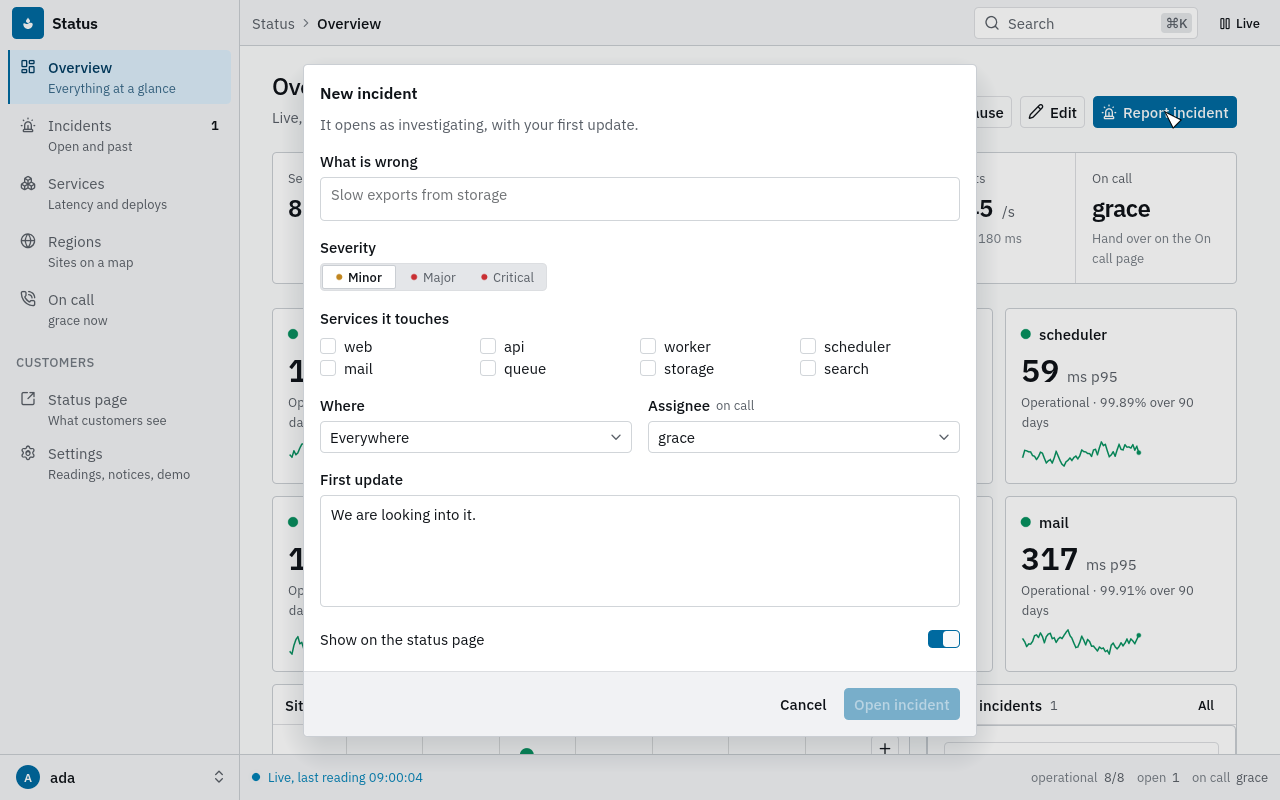 Status
Overview
Everything at a glance
Incidents 1
Open and past
Services
Latency and deploys
Regions
Sites on a map
On call
grace now
CUSTOMERS
Status page
What customers see
Settings
Readings, notices, demo
A ada
Status > Overview
Search ⌘K
Live
Edit
Report incident
Live,
On call
grace
/s
180 ms
Hand over on the On
call page
New incident
It opens as investigating, with your first update.
What is wrong
Slow exports from storage
Severity
Minor Major Critical
Services it touches
web api worker scheduler
mail queue storage search
Where Assignee on call
Everywhere grace
First update
We are looking into it.
Show on the status page
Cancel Open incident
scheduler
59 ms p95
Operational · 99.89% over 90
days
mail
317 ms p95
Operational · 99.91% over 90
days
incidents 1 All
+
Live, last reading 09:00:04
operational 8/8 open 1 on call grace